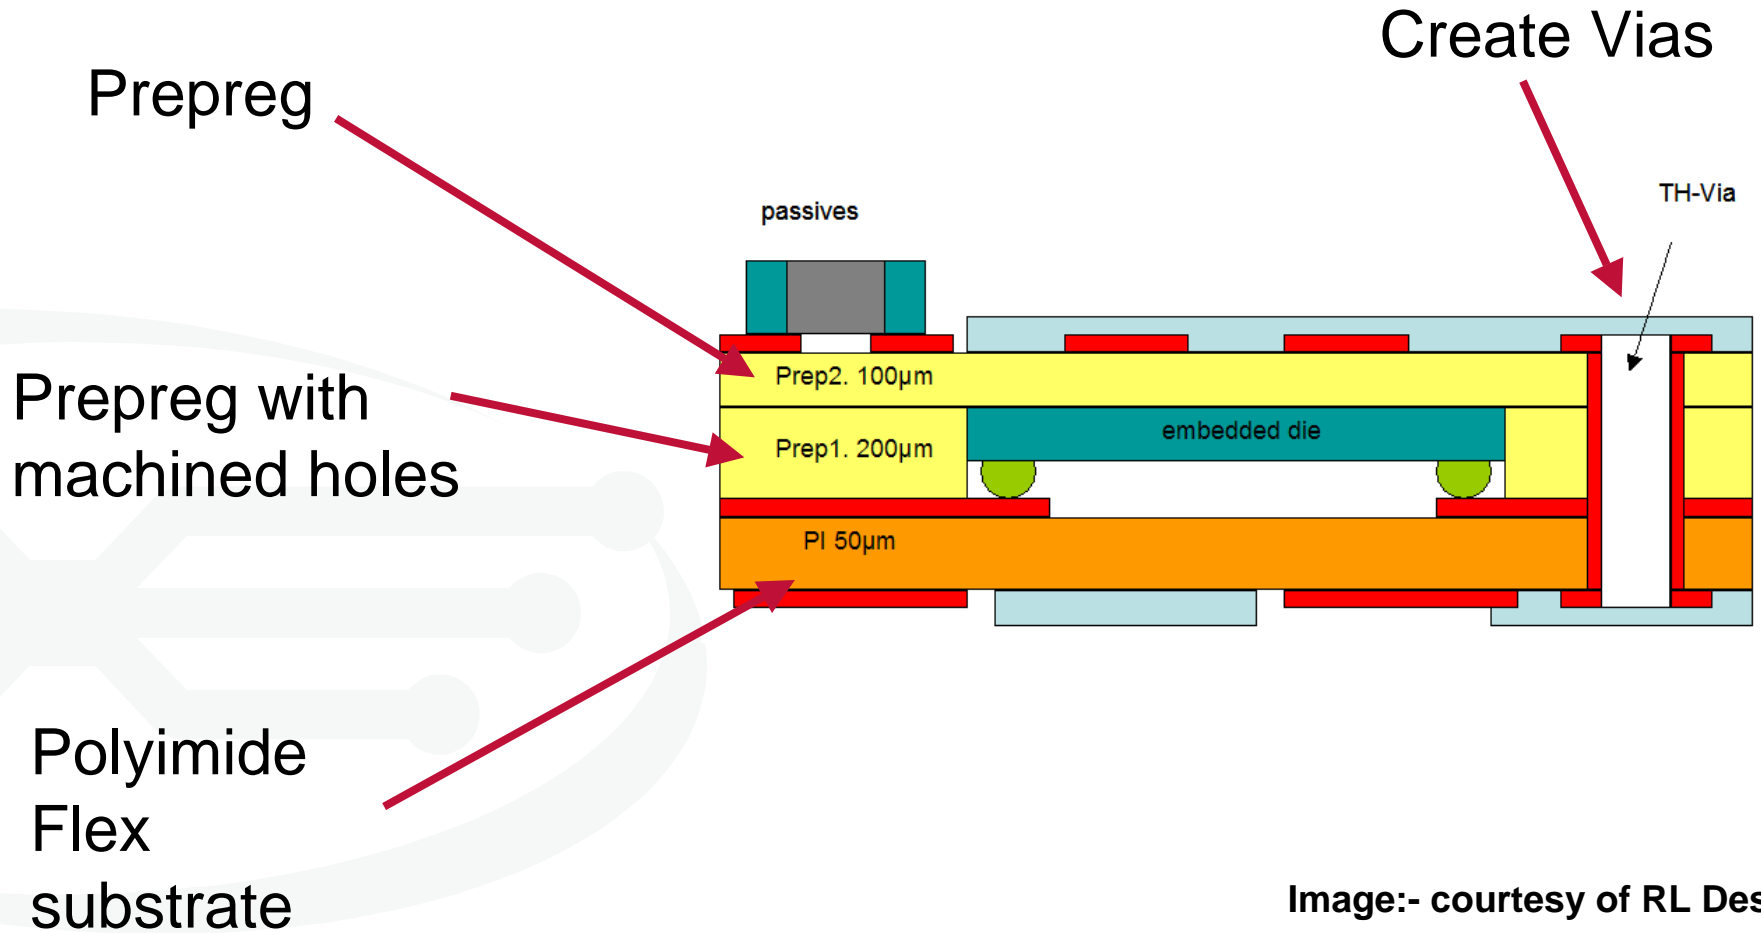 Create Vias
Prepreg
TH-Via
passives
Prep2. 100µm
Prepreg with
machined holes
embedded die
Prep1. 200µm
PI 50µm
Polyimide
Flex
substrate
Image:- courtesy of RL Des